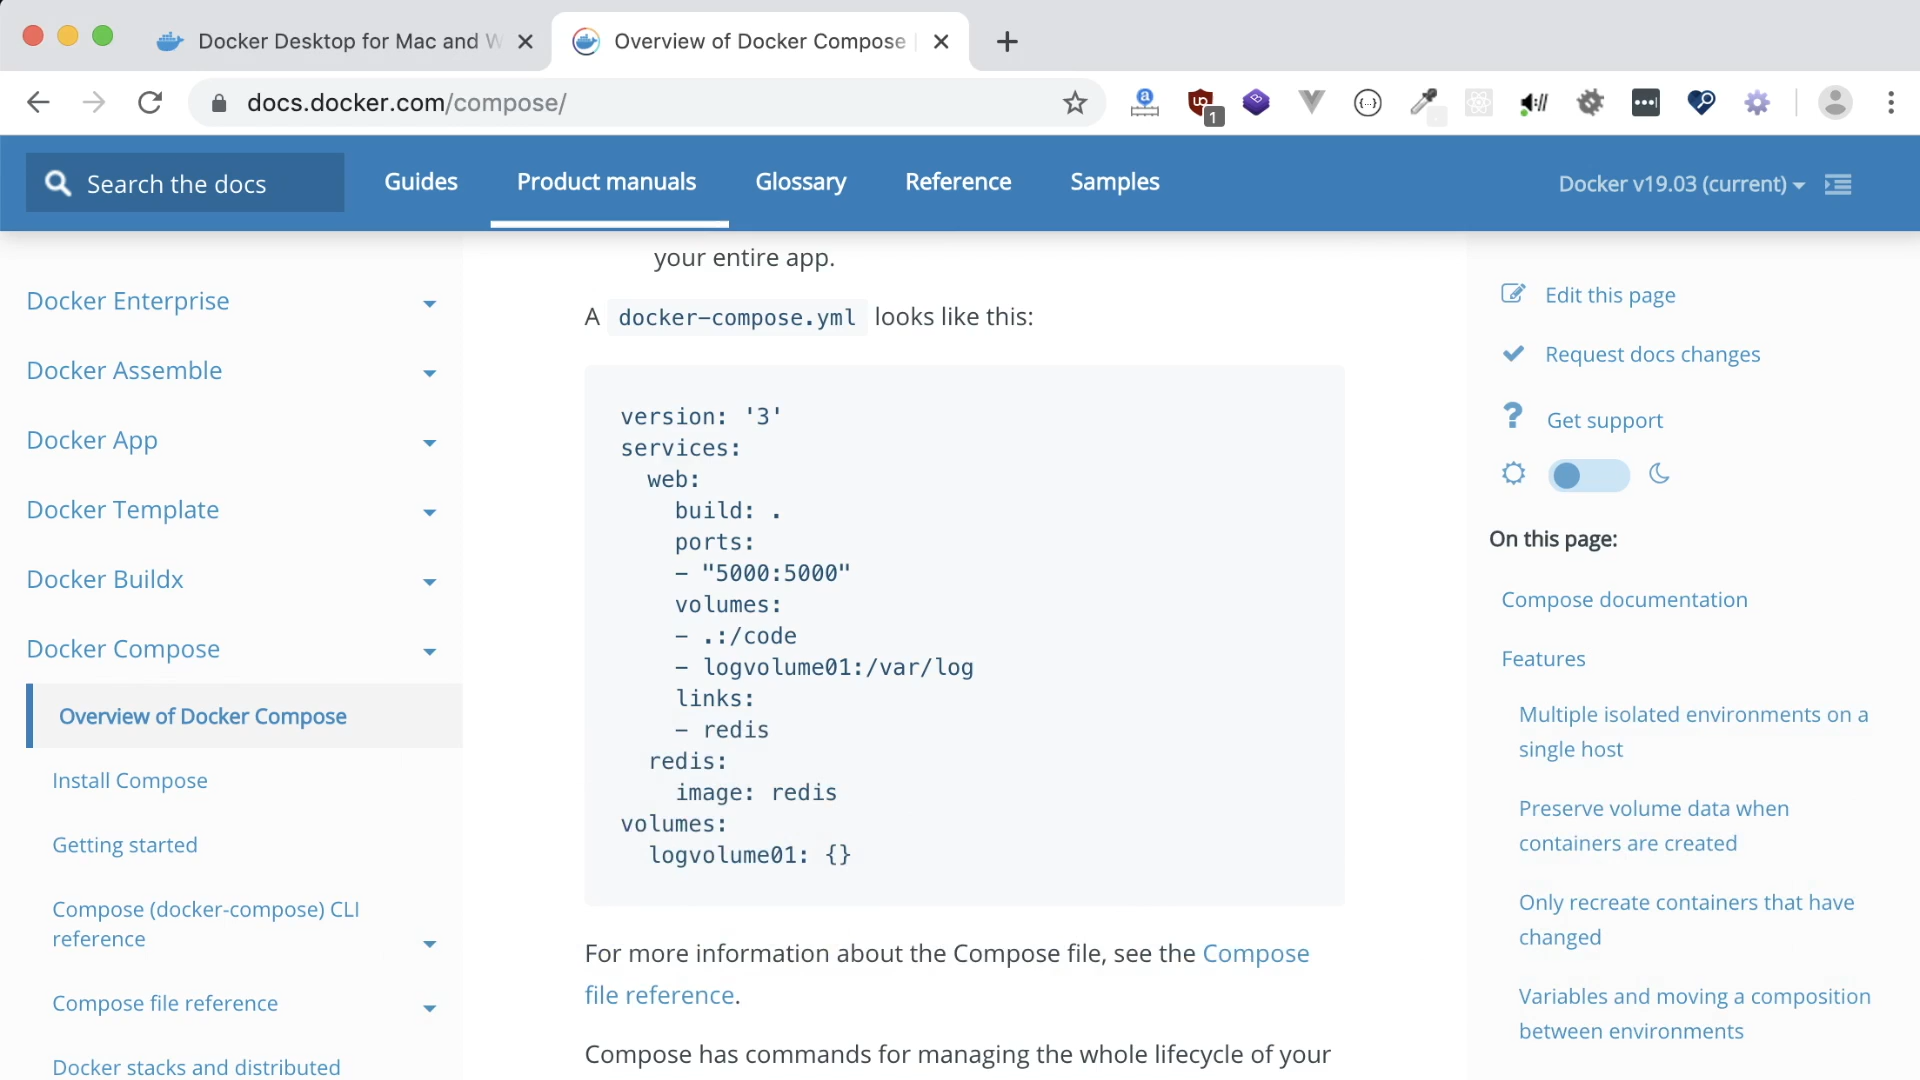 Docker Desktop for Mac and W
Overview of Docker Compose
docs.docker.com/compose/
1
Search the docs
Guides
Product manuals
Glossary
Reference
Samples
Docker v19.03 (current)
Docker Enterprise
Docker Assemble
Docker App
Docker Template
Docker Buildx
Docker Compose
Overview of Docker Compose
Install Compose
Getting started
Compose (docker-compose) CLI
reference
Compose file reference
Docker stacks and distributed
your entire app.
A docker-compose.yml looks like this:
version: '3'
services:
  web:
    build: .
    ports:
    - "5000:5000"
    volumes:
    - .:/code
    - logvolume01:/var/log
    links:
    - redis
  redis:
    image: redis
volumes:
  logvolume01: {}
For more information about the Compose file, see the Compose
file reference.
Compose has commands for managing the whole lifecycle of your
Edit this page
Request docs changes
Get support
On this page:
Compose documentation
Features
Multiple isolated environments on a
single host
Preserve volume data when
containers are created
Only recreate containers that have
changed
Variables and moving a composition
between environments